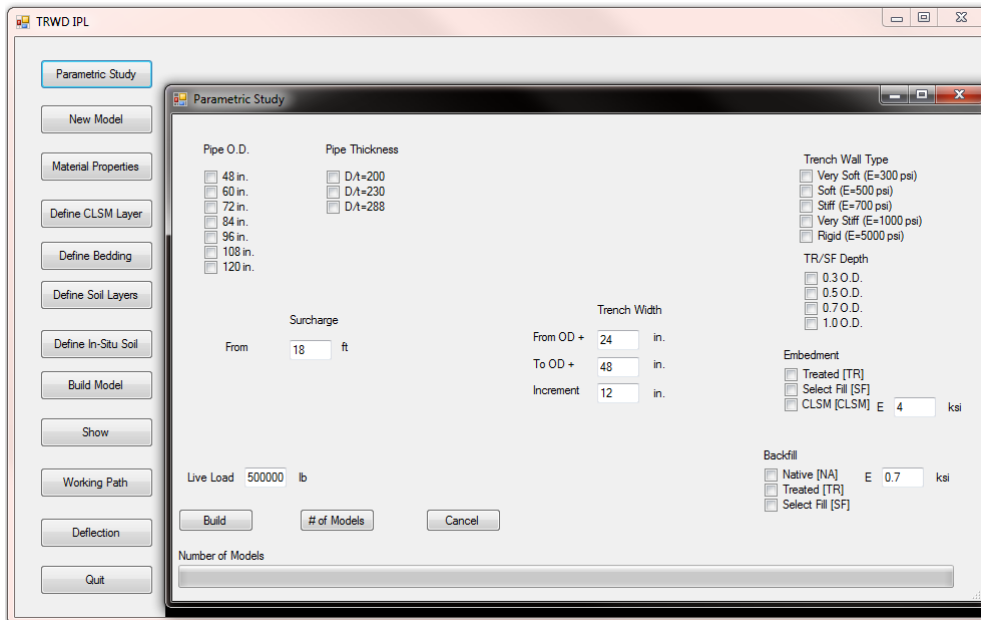 TRWD IPL
Parametric Study
New Model
Material Properties
Define CLSM Layer
Define Bedding
Define Soil Layers
Define In-Situ Soil
Build Model
Show
Working Path
Deflection
Quit
Parametric Study
Pipe O.D.
48 in.
60 in.
72 in.
84 in.
96 in.
108 in.
120 in.
Pipe Thickness
D/t=200
D/t=230
D/t=288
Trench Wall Type
Very Soft (E=300 psi)
Soft (E=500 psi)
Stiff (E=700 psi)
Very Stiff (E=1000 psi)
Rigid (E=5000 psi)
TR/SF Depth
0.3 O.D.
0.5 O.D.
0.7 O.D.
1.0 O.D.
Surcharge
From 18 ft
Trench Width
From OD + 24 in.
To OD + 48 in.
Increment 12 in.
Embedment
Treated [TR]
Select Fill [SF]
CLSM [CLSM] E 4 ksi
Backfill
Native [NA] E 0.7 ksi
Treated [TR]
Select Fill [SF]
Live Load 500000 lb
Build # of Models Cancel
Number of Models